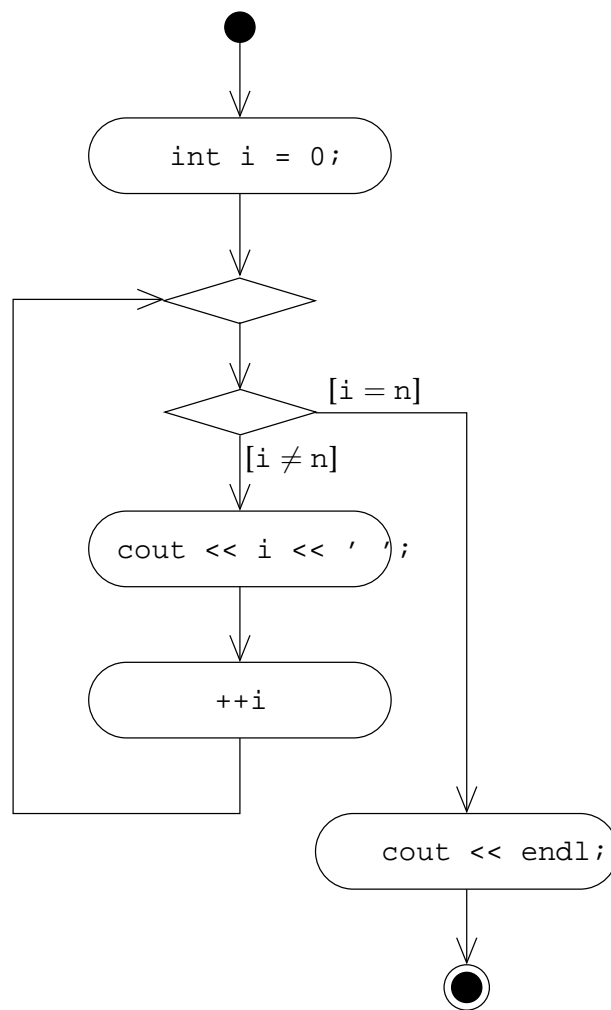 int i = 0;
[i = n]
[i ≠ n]
cout << i << ’ ’;
++i
cout << endl;